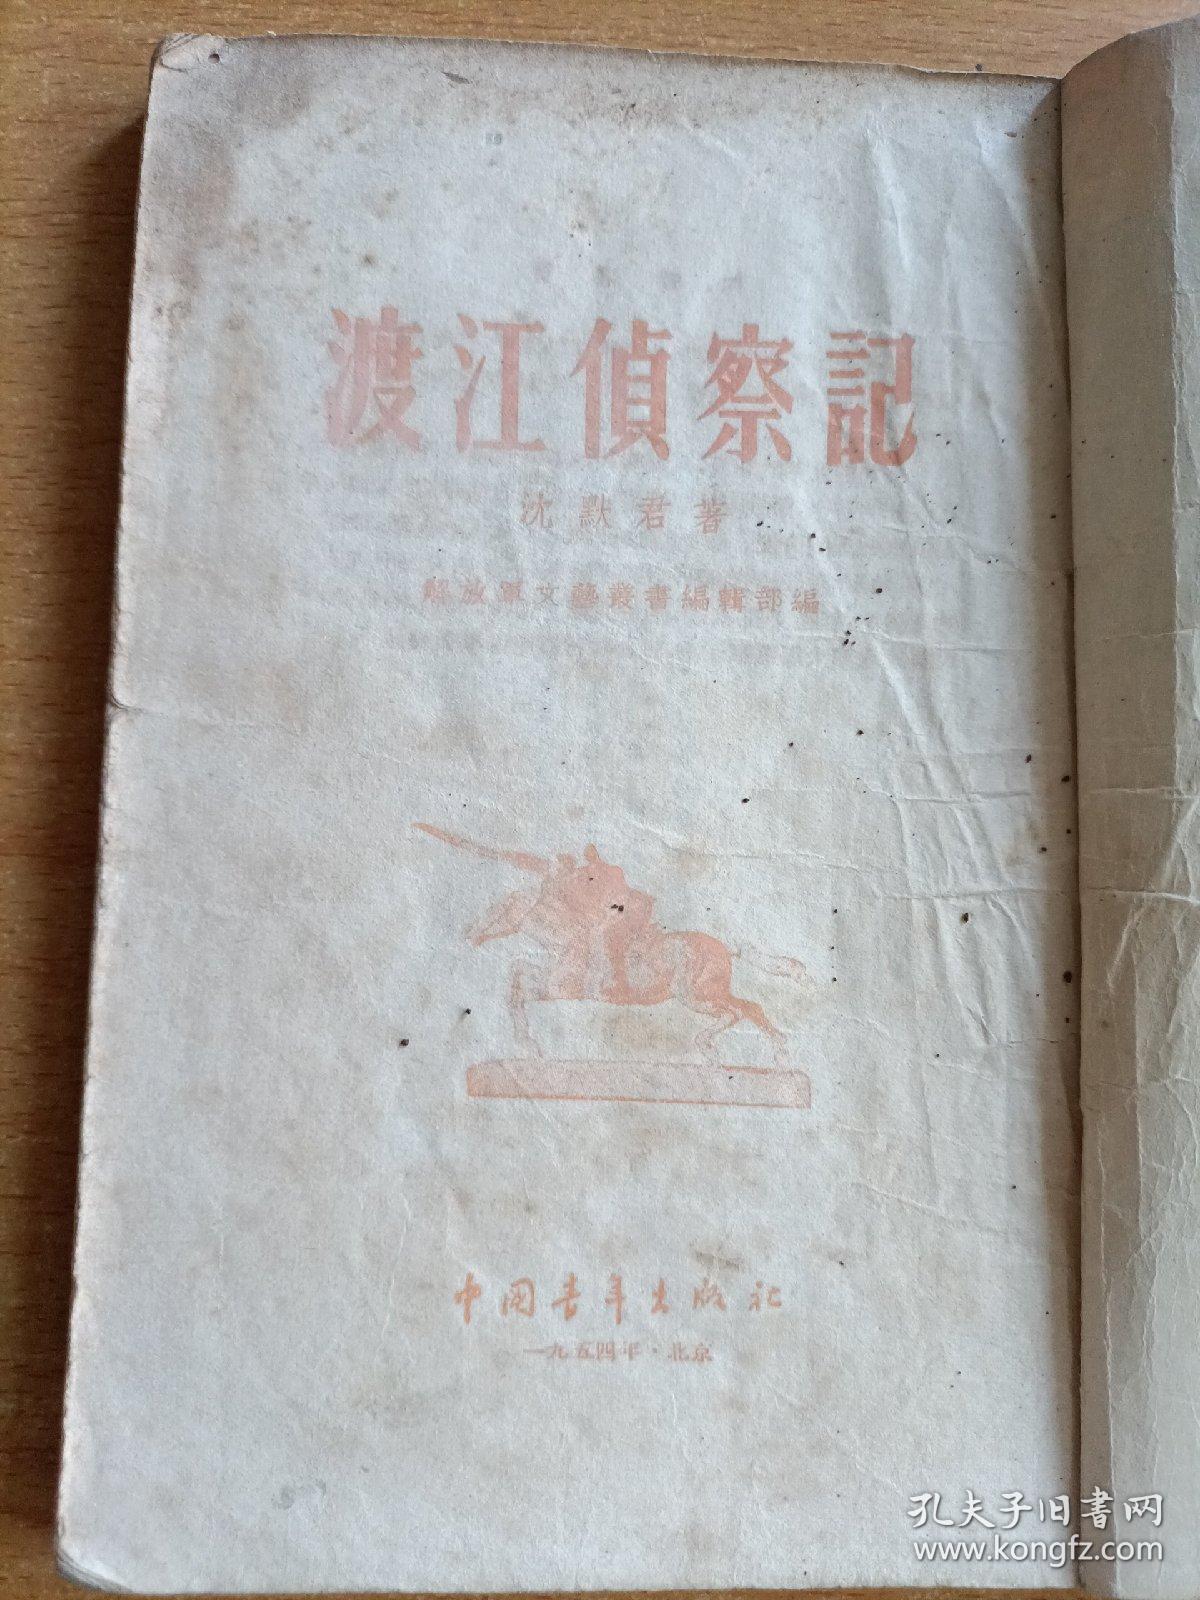 渡江偵察記
沈默君著
解放軍文藝叢書編輯部編
中国青年出版社
一九五四年·北京
孔夫子旧书网
www.kongfz.com